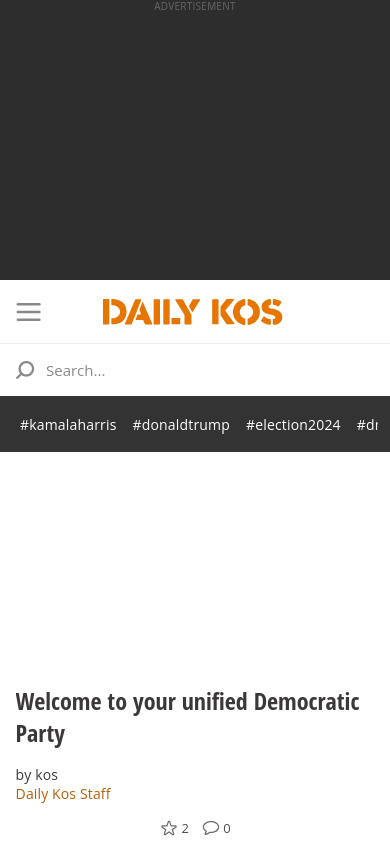 ADVERTISEMENT
DAILY KOS
Search...
#kamalaharris #donaldtrump #election2024
Welcome to your unified Democratic
Party
by kos
Daily Kos Staff
2 0